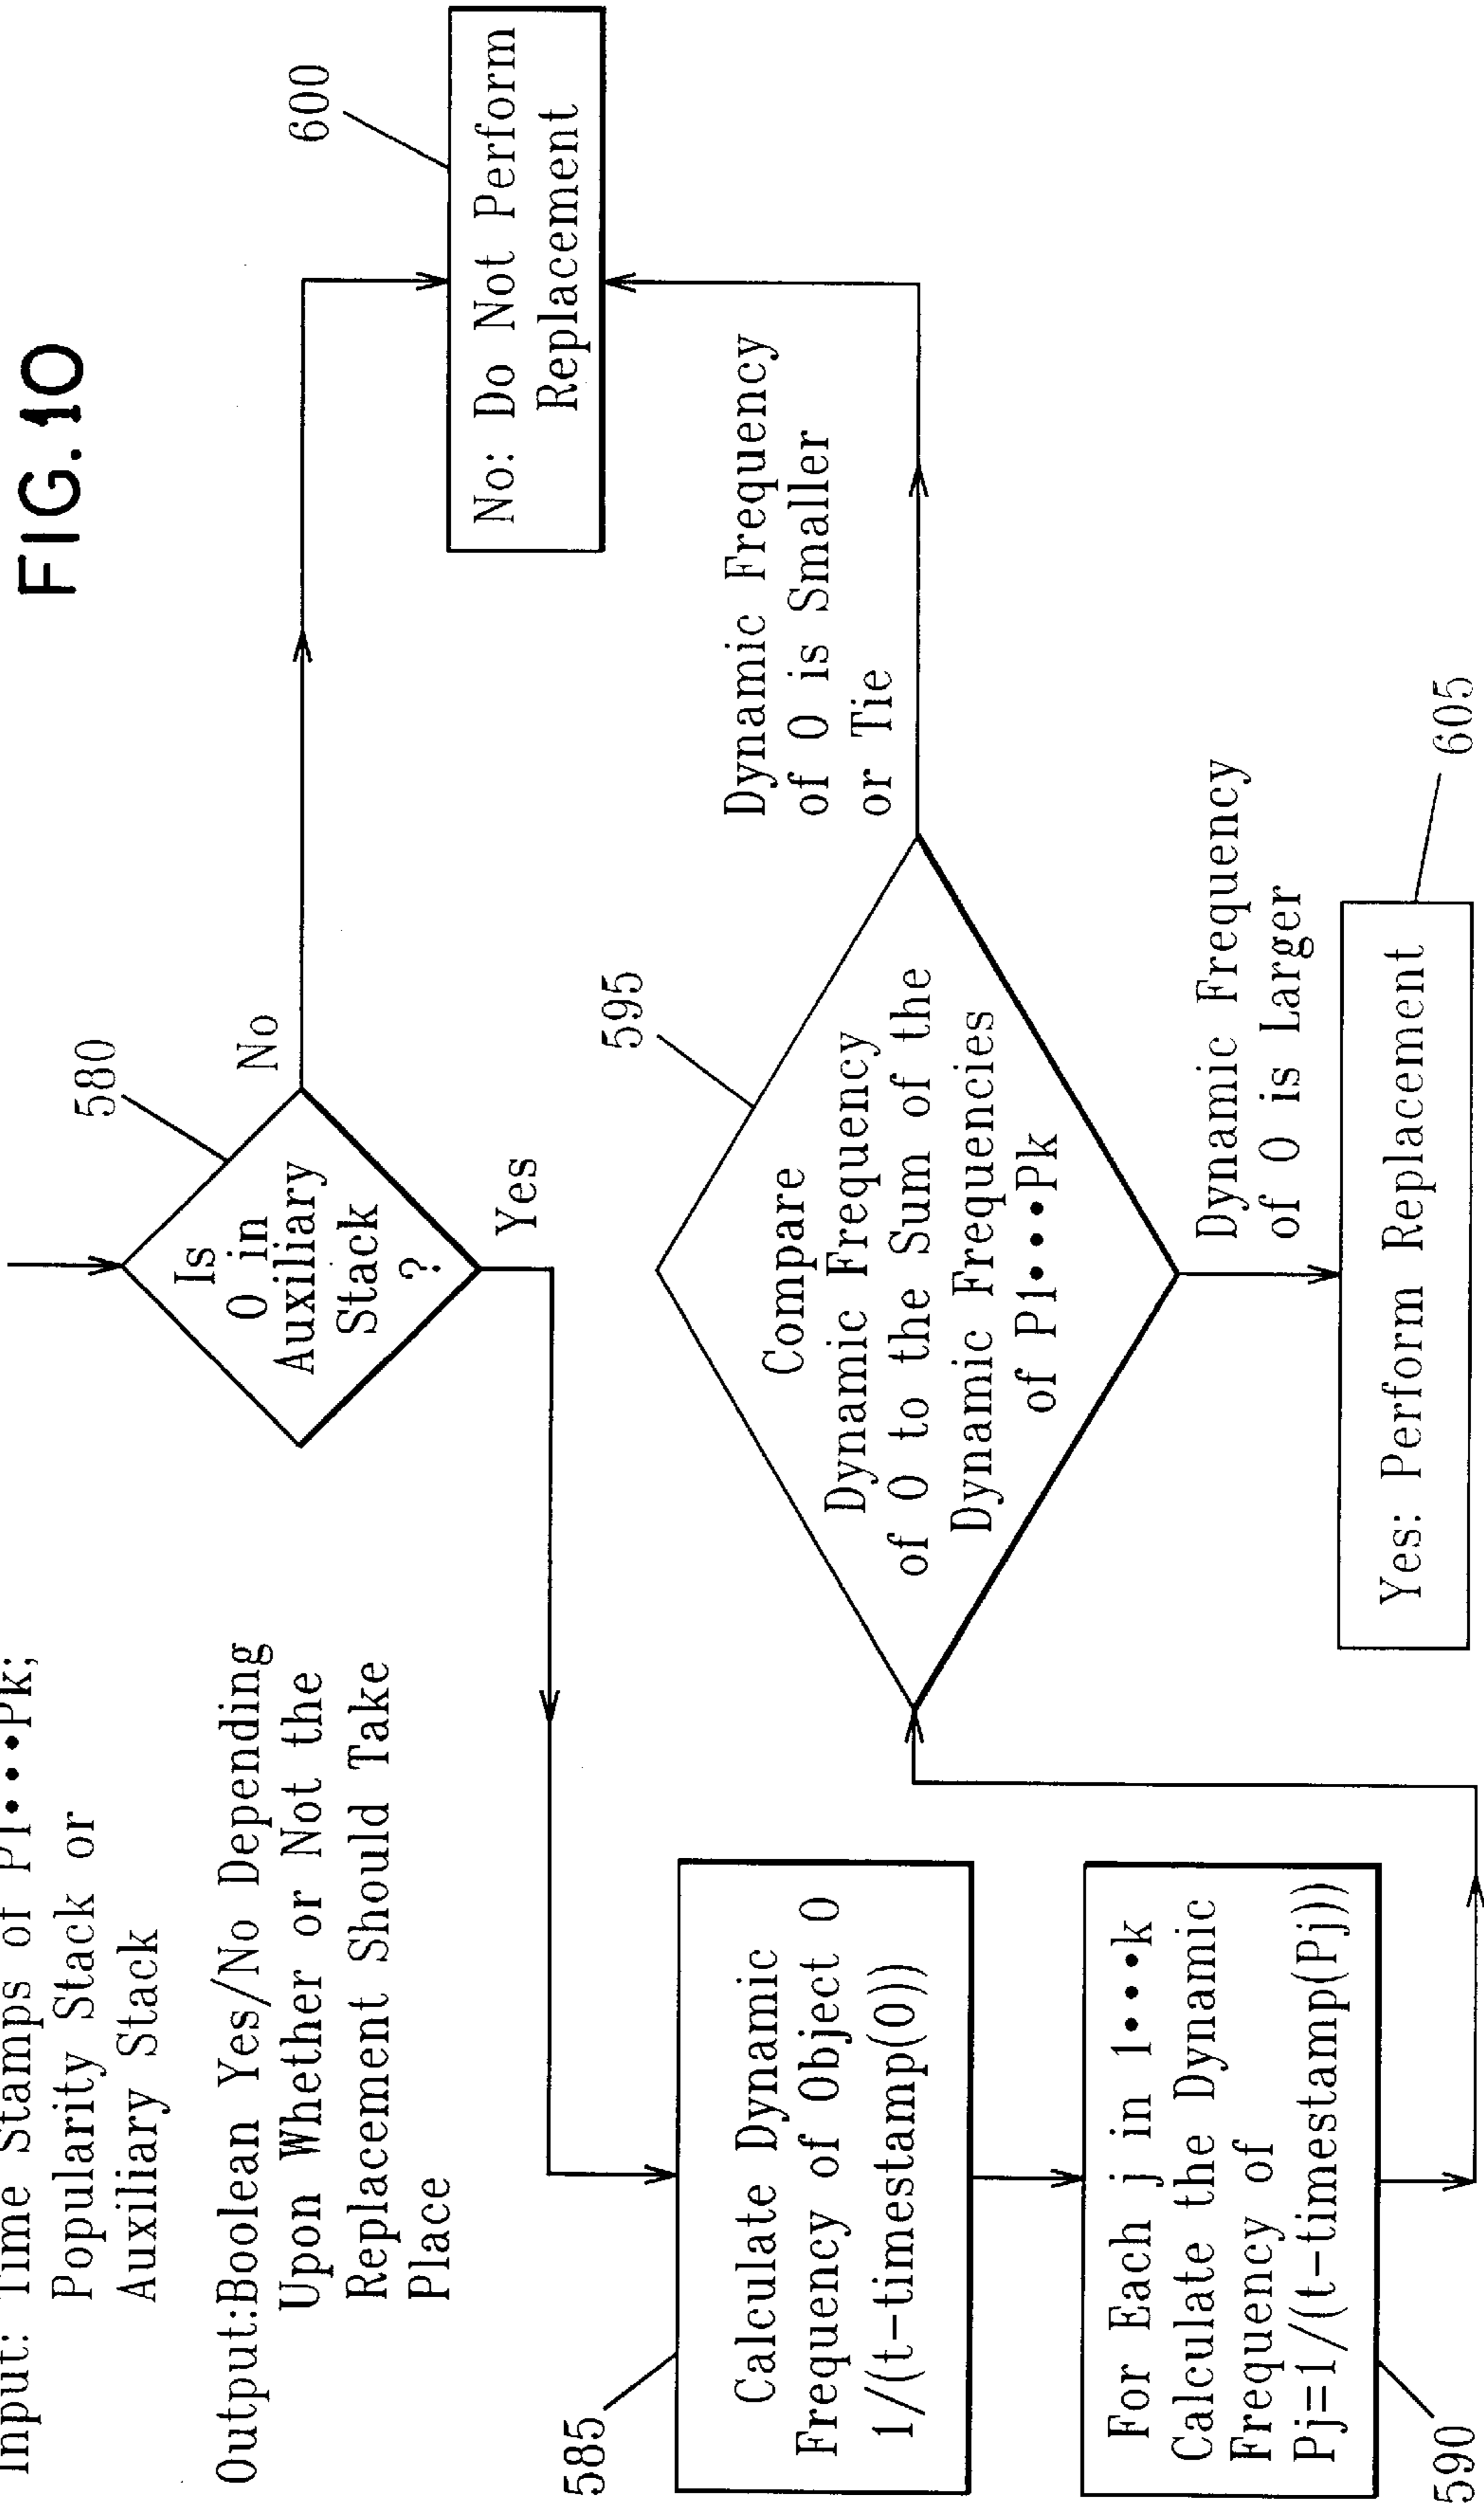 FIG.10
Input: Time Stamps of P1•••Pk;
Popularity Stack or
Auxiliary Stack
Output:Boolean Yes/No Depending
Upon Whether or Not the
Replacement Should Take
Place
580
Is
O in
Auxiliary
Stack
?
No
Yes
600
No: Do Not Perform
Replacement
585
Calculate Dynamic
Frequency of Object O
1/(t-timestamp(O))
590
For Each j in 1•••k
Calculate the Dynamic
Frequency of
Pj=1/(t-timestamp(Pj))
595
Compare
Dynamic Frequency
of O to the Sum of the
Dynamic Frequencies
of P1•••Pk
Dynamic Frequency
of O is Smaller
or Tie
Dynamic Frequency
of O is Larger
605
Yes: Perform Replacement